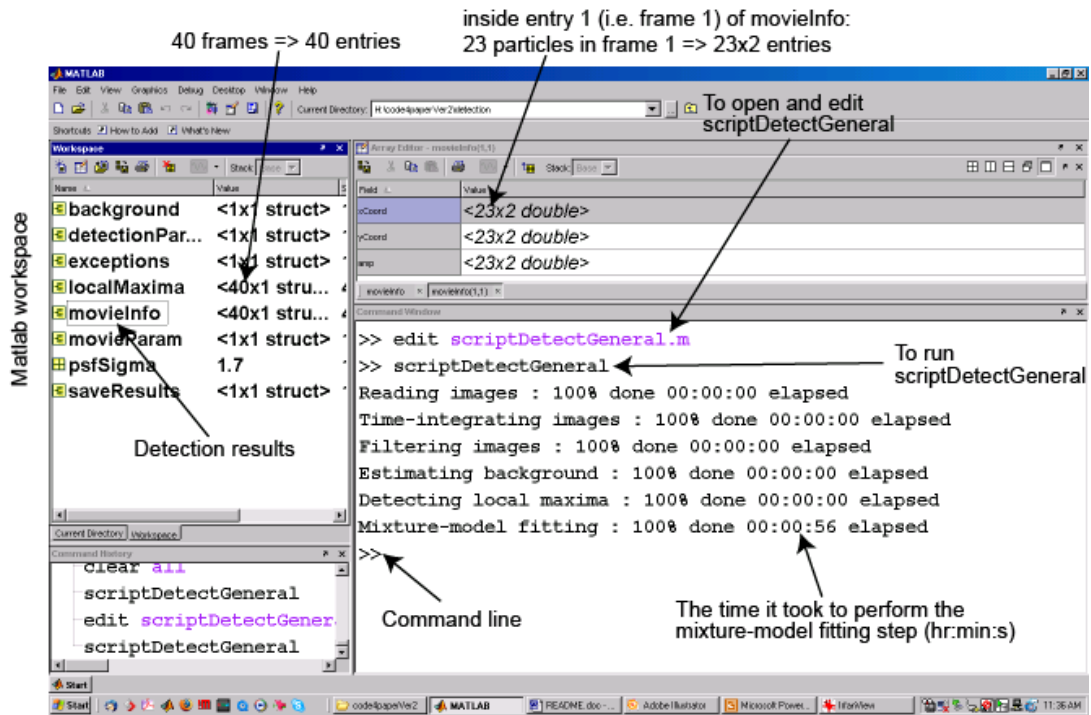 inside entry 1 (i.e. frame 1) of movieInfo:
40 frames => 40 entries
23 particles in frame 1 => 23x2 entries
MATLAB
File Edit View Graphics Debug Desktop Window Help
Current Directory: H:\code4paperVer2\detection
To open and edit
scriptDetectGeneral
Shortcuts How to Add What's New
Matlab workspace
Workspace
Stack: Base
Name Value
background <1x1 struct>
detectionPar... <1x1 struct>
exceptions <1x1 struct>
localMaxima <40x1 stru...
movieInfo <40x1 stru...
movieParam <1x1 struct>
psfSigma 1.7
saveResults <1x1 struct>
Detection results
Current Directory Workspace
Array Editor - movieInfo(1,1)
Stack: Base
Field Value
xCoord <23x2 double>
yCoord <23x2 double>
amp <23x2 double>
movieInfo movieInfo(1,1)
Command Window
>> edit scriptDetectGeneral.m
>> scriptDetectGeneral
To run
scriptDetectGeneral
Reading images : 100% done 00:00:00 elapsed
Time-integrating images : 100% done 00:00:00 elapsed
Filtering images : 100% done 00:00:00 elapsed
Estimating background : 100% done 00:00:00 elapsed
Detecting local maxima : 100% done 00:00:00 elapsed
Mixture-model fitting : 100% done 00:00:56 elapsed
>>
Command line
The time it took to perform the
mixture-model fitting step (hr:min:s)
Command History
clear all
scriptDetectGeneral
edit scriptDetectGener
scriptDetectGeneral
Start
Start code4paperVer2 MATLAB README.doc -... Adobe Illustrator Microsoft Power... IrfanView 11:36 AM